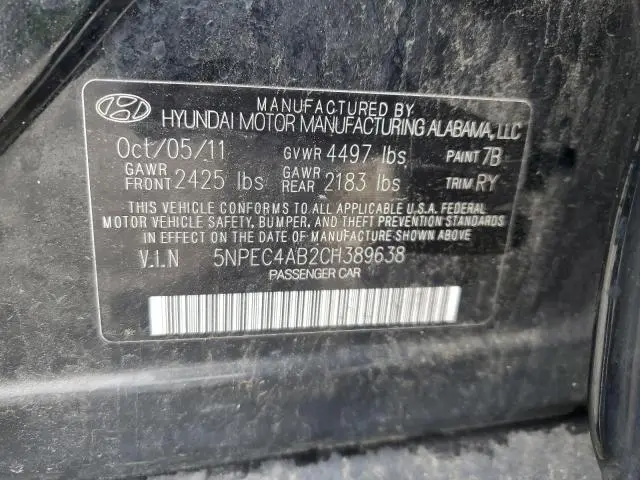 MANUFACTURED BY
HYUNDAI MOTOR MANUFACTURING ALABAMA, LLC
Oct/05/11 GVWR 4497 lbs PAINT 7B
GAWR FRONT 2425 lbs GAWR REAR 2183 lbs TRIM RY
THIS VEHICLE CONFORMS TO ALL APPLICABLE U.S.A. FEDERAL
MOTOR VEHICLE SAFETY, BUMPER, AND THEFT PREVENTION STANDARDS
IN EFFECT ON THE DATE OF MANUFACTURE SHOWN ABOVE
V.I.N 5NPEC4AB2CH389638
PASSENGER CAR